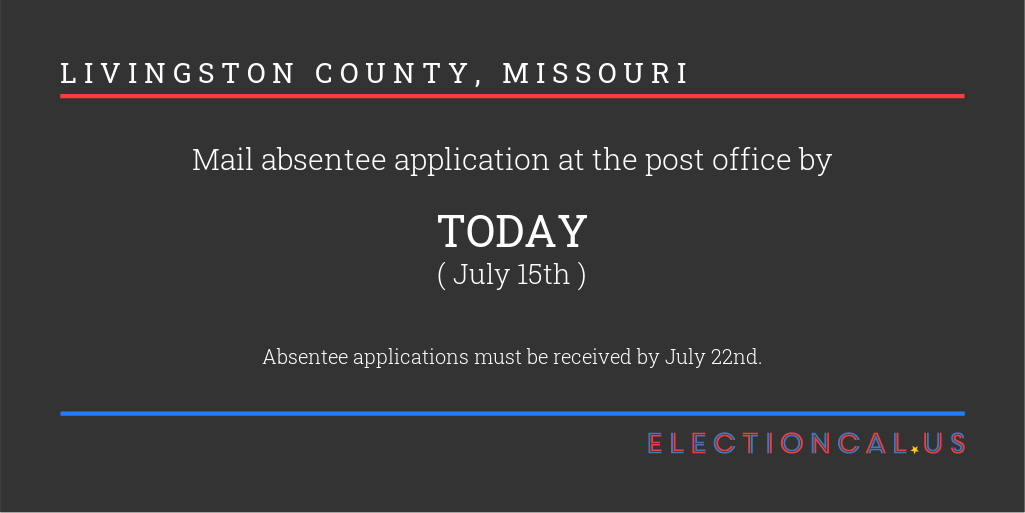 LIVINGSTON COUNTY, MISSOURI
Mail absentee application at the post office by
TODAY
( July 15th )
Absentee applications must be received by July 22nd.
ELECTIONCAL.US